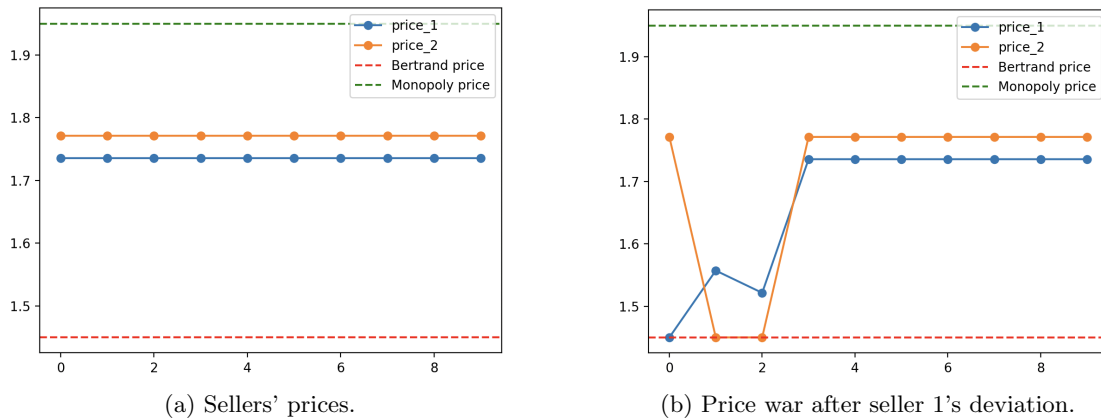 price_1
price_2
Bertrand price
Monopoly price
1.9
1.8
1.7
1.6
1.5
0 2 4 6 8
(a) Sellers' prices.
price_1
price_2
Bertrand price
Monopoly price
1.9
1.8
1.7
1.6
1.5
0 2 4 6 8
(b) Price war after seller 1's deviation.